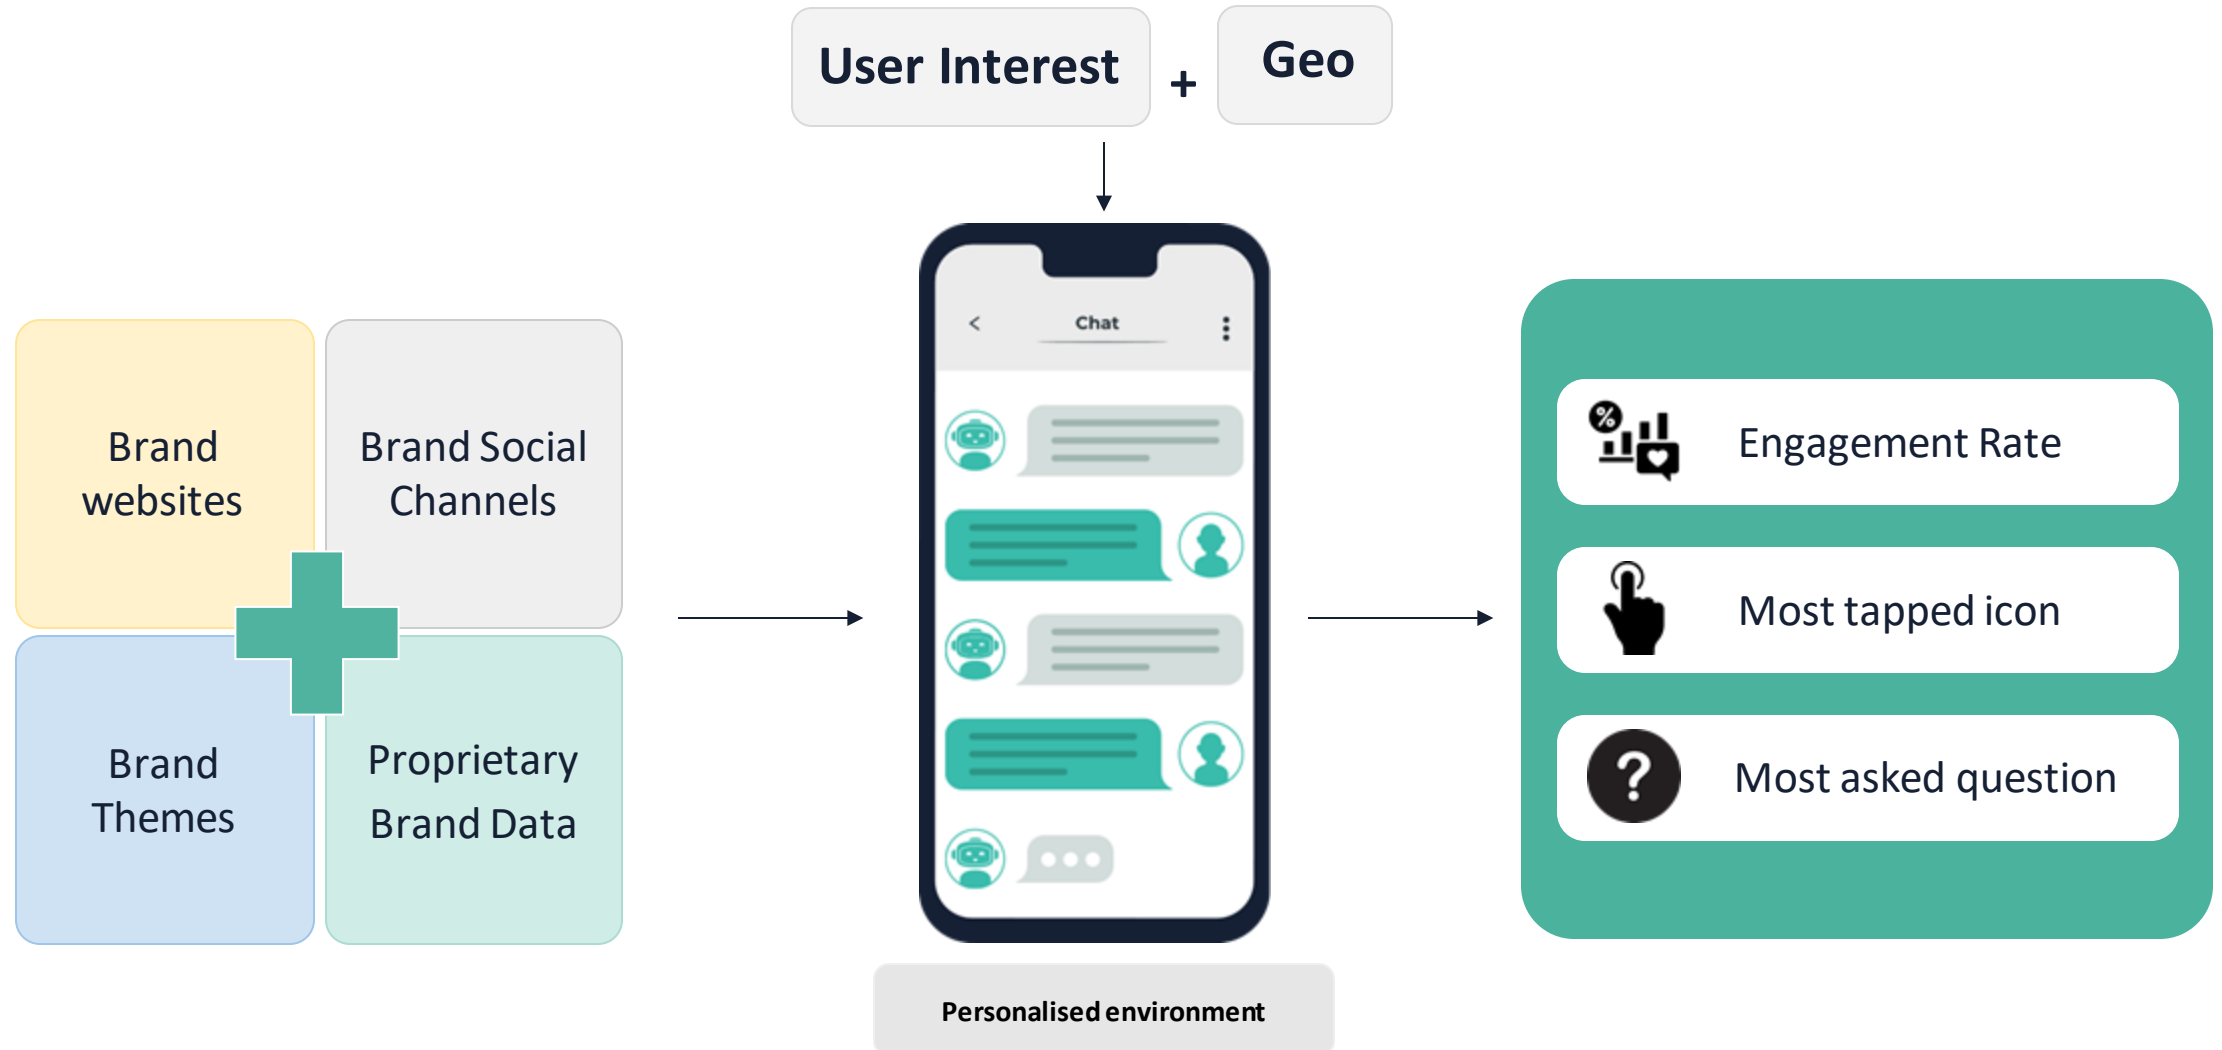 User Interest
+
Geo
Brand
websites
Brand Social
Channels
Brand
Themes
Proprietary
Brand Data
<
Chat
Personalised environment
%
Engagement Rate
Most tapped icon
?
Most asked question